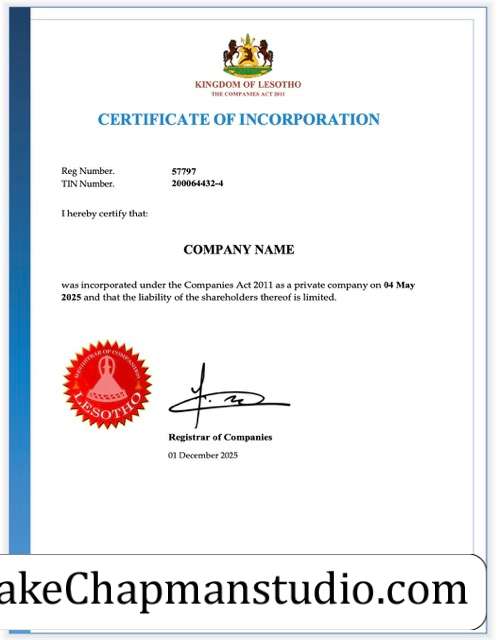 KINGDOM OF LESOTHO
THE COMPANIES ACT 2011
CERTIFICATE OF INCORPORATION
Reg Number. 57797
TIN Number. 200064432-4
I hereby certify that:
COMPANY NAME
was incorporated under the Companies Act 2011 as a private company on 04 May
2025 and that the liability of the shareholders thereof is limited.
REGISTRAR OF COMPANIES
LESOTHO
Registrar of Companies
01 December 2025
akeChapmanstudio.com